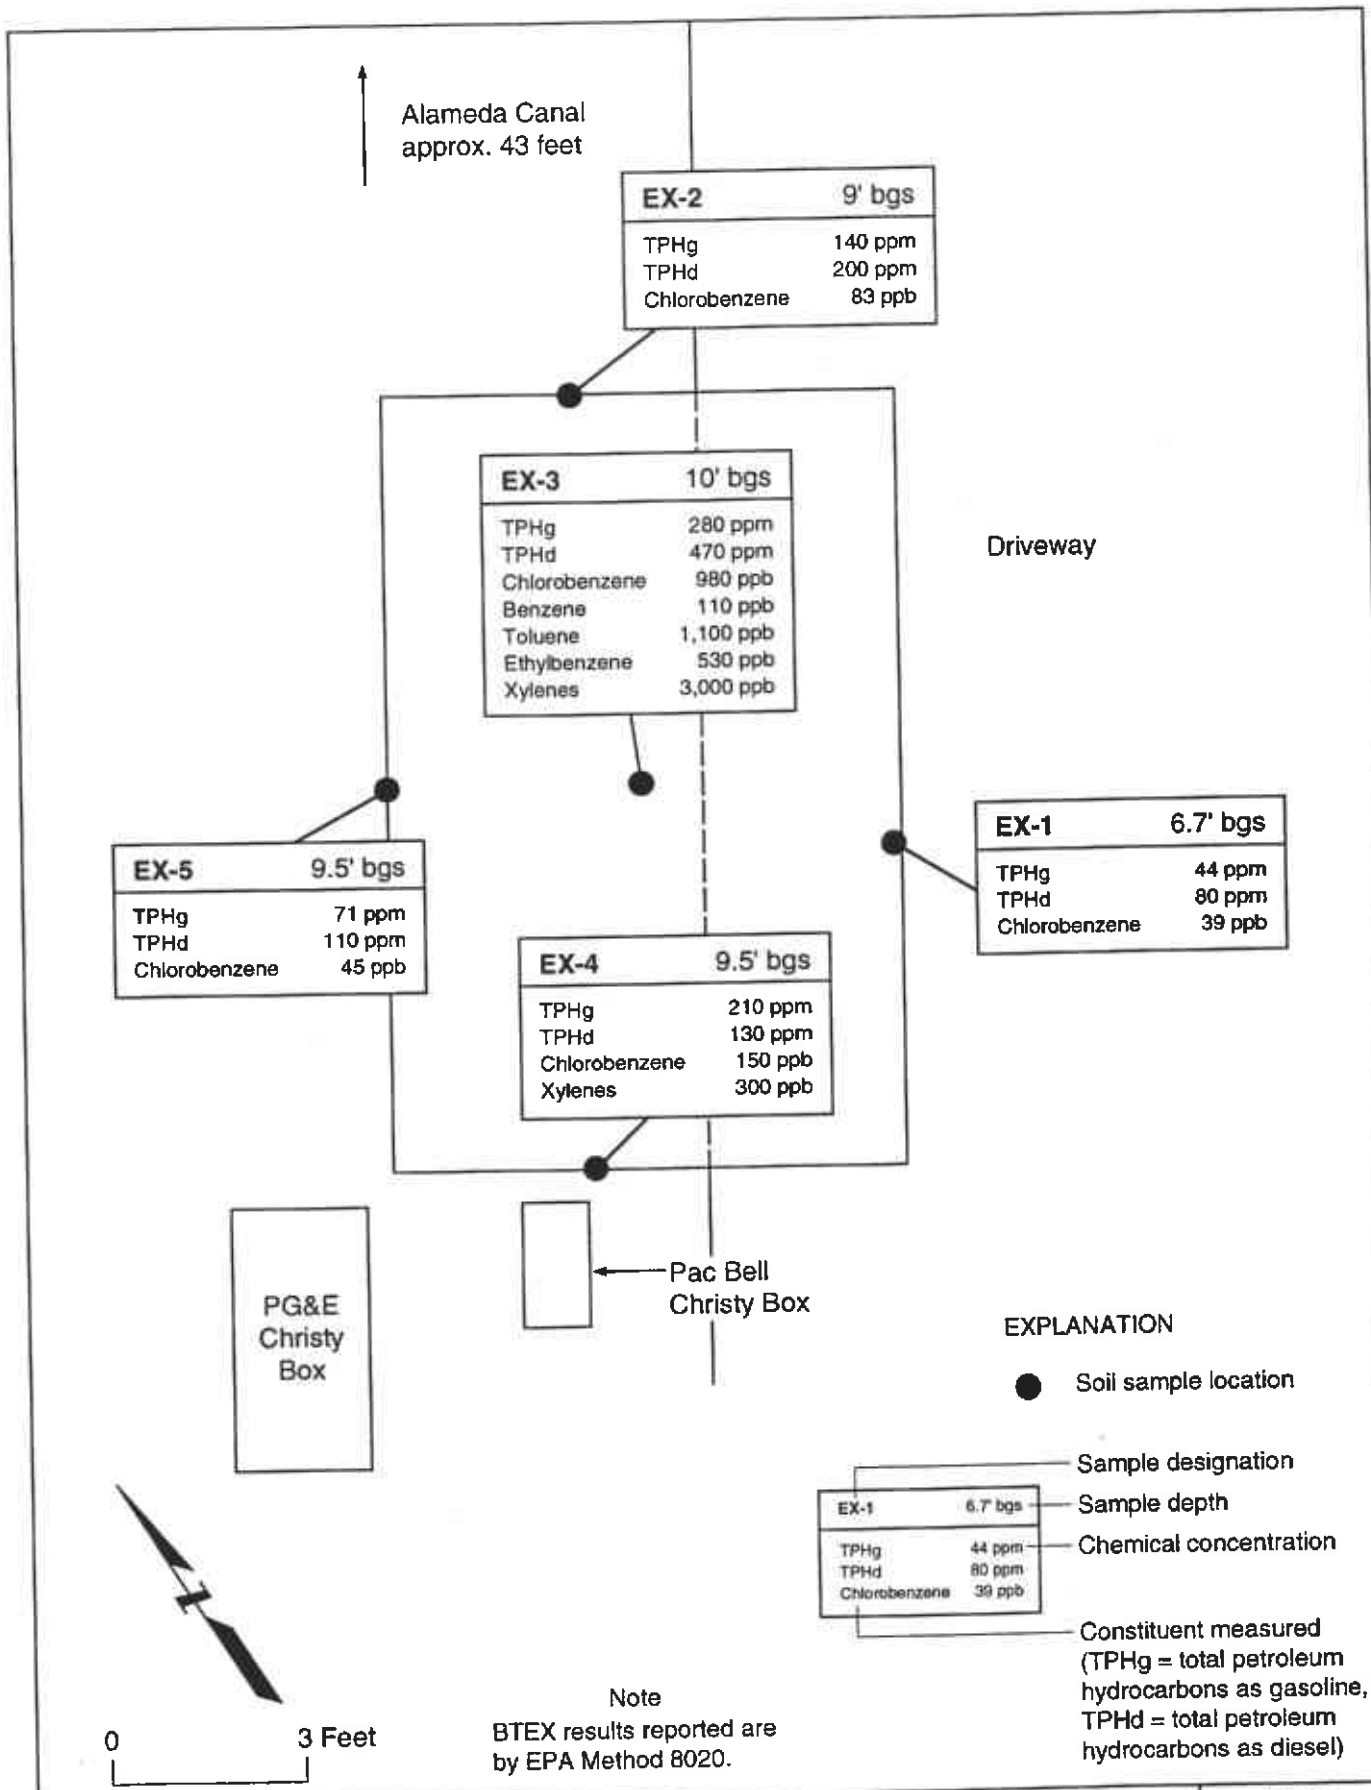 Alameda Canal
approx. 43 feet
EX-2 9' bgs
TPHg 140 ppm
TPHd 200 ppm
Chlorobenzene 83 ppb
EX-3 10' bgs
TPHg 280 ppm
TPHd 470 ppm
Chlorobenzene 980 ppb
Benzene 110 ppb
Toluene 1,100 ppb
Ethylbenzene 530 ppb
Xylenes 3,000 ppb
Driveway
EX-1 6.7' bgs
TPHg 44 ppm
TPHd 80 ppm
Chlorobenzene 39 ppb
EX-5 9.5' bgs
TPHg 71 ppm
TPHd 110 ppm
Chlorobenzene 45 ppb
EX-4 9.5' bgs
TPHg 210 ppm
TPHd 130 ppm
Chlorobenzene 150 ppb
Xylenes 300 ppb
PG&E
Christy
Box
Pac Bell
Christy Box
EXPLANATION
Soil sample location
Sample designation
EX-1 6.7' bgs
Sample depth
TPHg 44 ppm
TPHd 80 ppm
Chlorobenzene 39 ppb
Chemical concentration
Constituent measured
(TPHg = total petroleum
hydrocarbons as gasoline,
TPHd = total petroleum
hydrocarbons as diesel)
0 3 Feet
Note
BTEX results reported are
by EPA Method 8020.